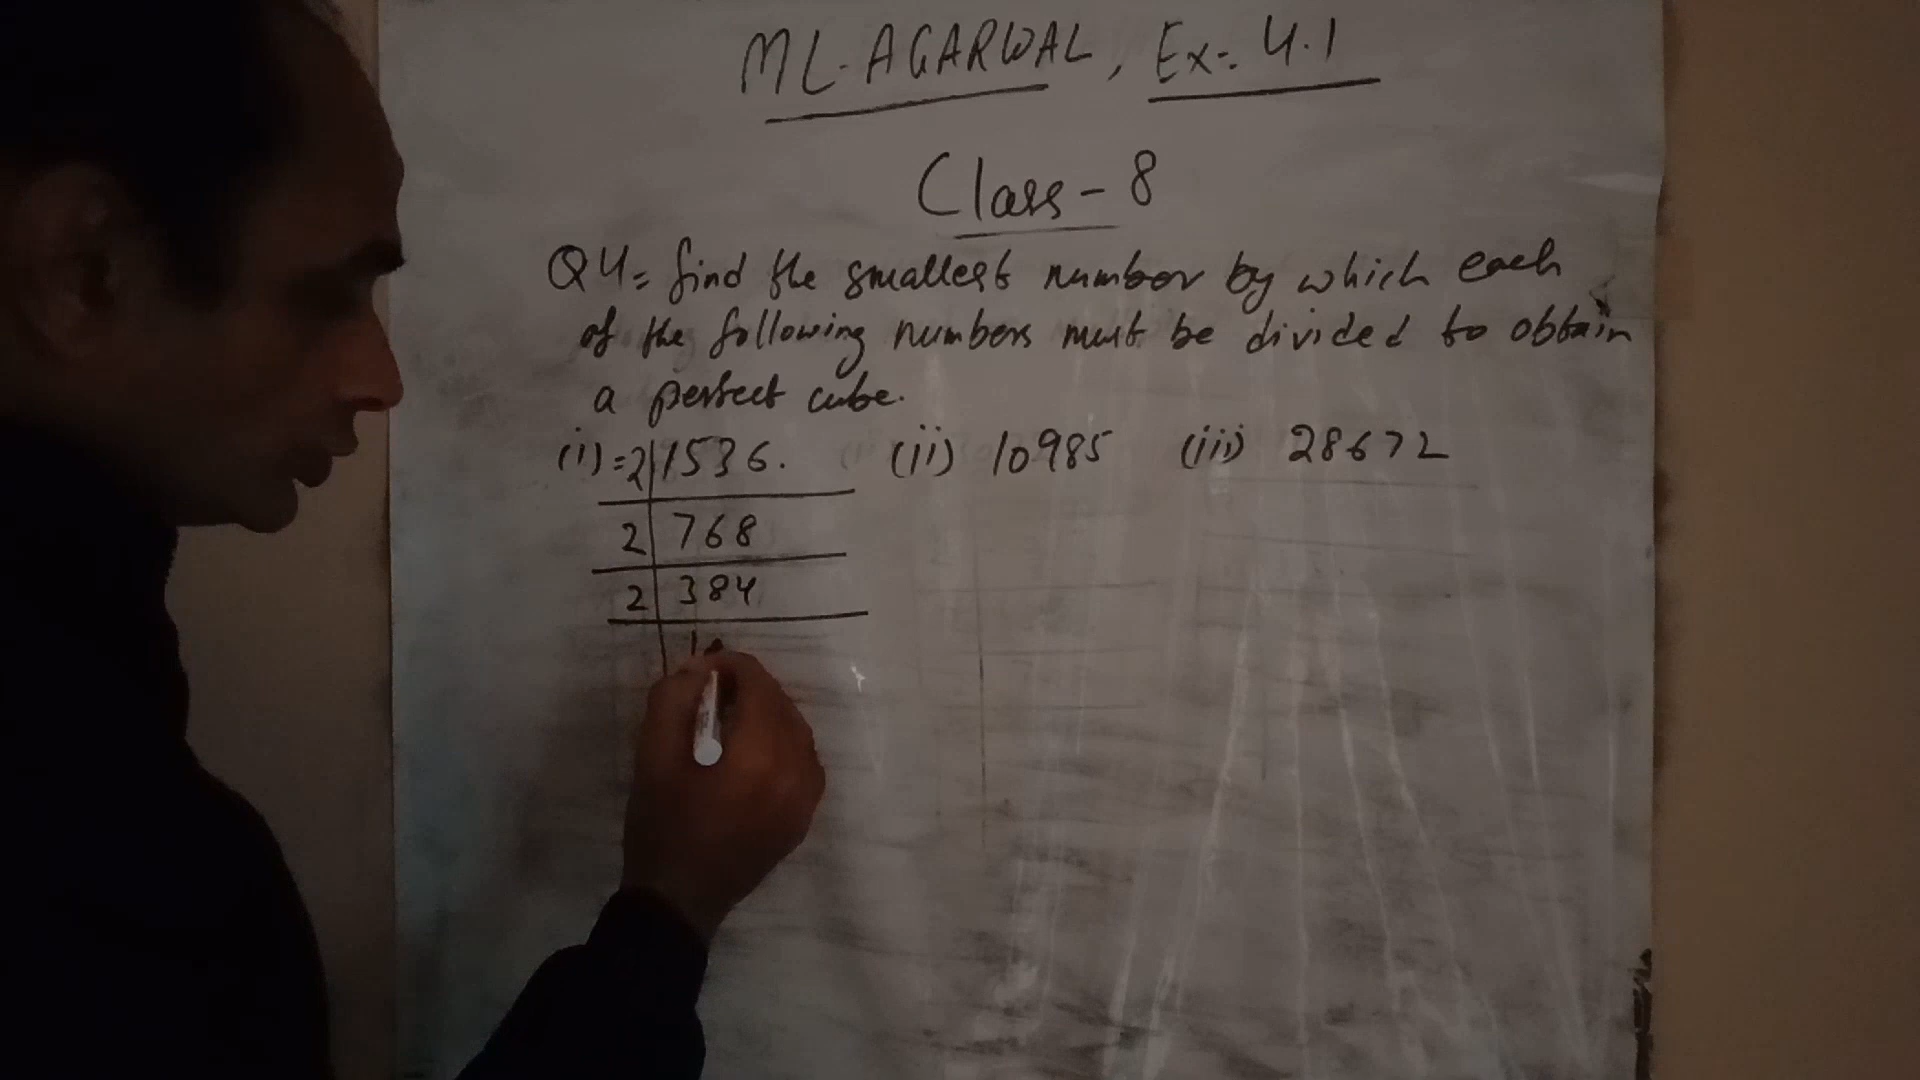 ML. AGARWAL, Ex:- 4.1
Class - 8
Q4= find the smallest number by which each
of the following numbers must be divided to obtain
a perfect cube.
(i) = 2 1536. (ii) 10985 (iii) 28672
2 768
2 384
1